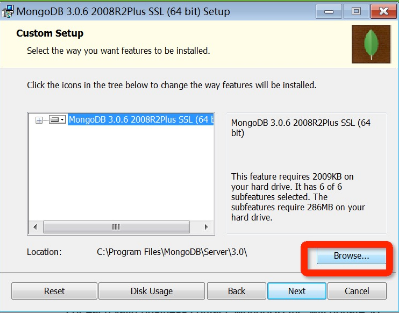 MongoDB 3.0.6 2008R2Plus SSL (64 bit) Setup
Custom Setup
Select the way you want features to be installed.
Click the icons in the tree below to change the way features will be installed.
MongoDB 3.0.6 2008R2Plus SSL (64 b
MongoDB 3.0.6 2008R2Plus SSL (64
bit)
This feature requires 2009KB on
your hard drive. It has 6 of 6
subfeatures selected. The
subfeatures require 286MB on your
hard drive.
Location: C:\Program Files\MongoDB\Server\3.0\
Browse...
Reset Disk Usage Back Next Cancel